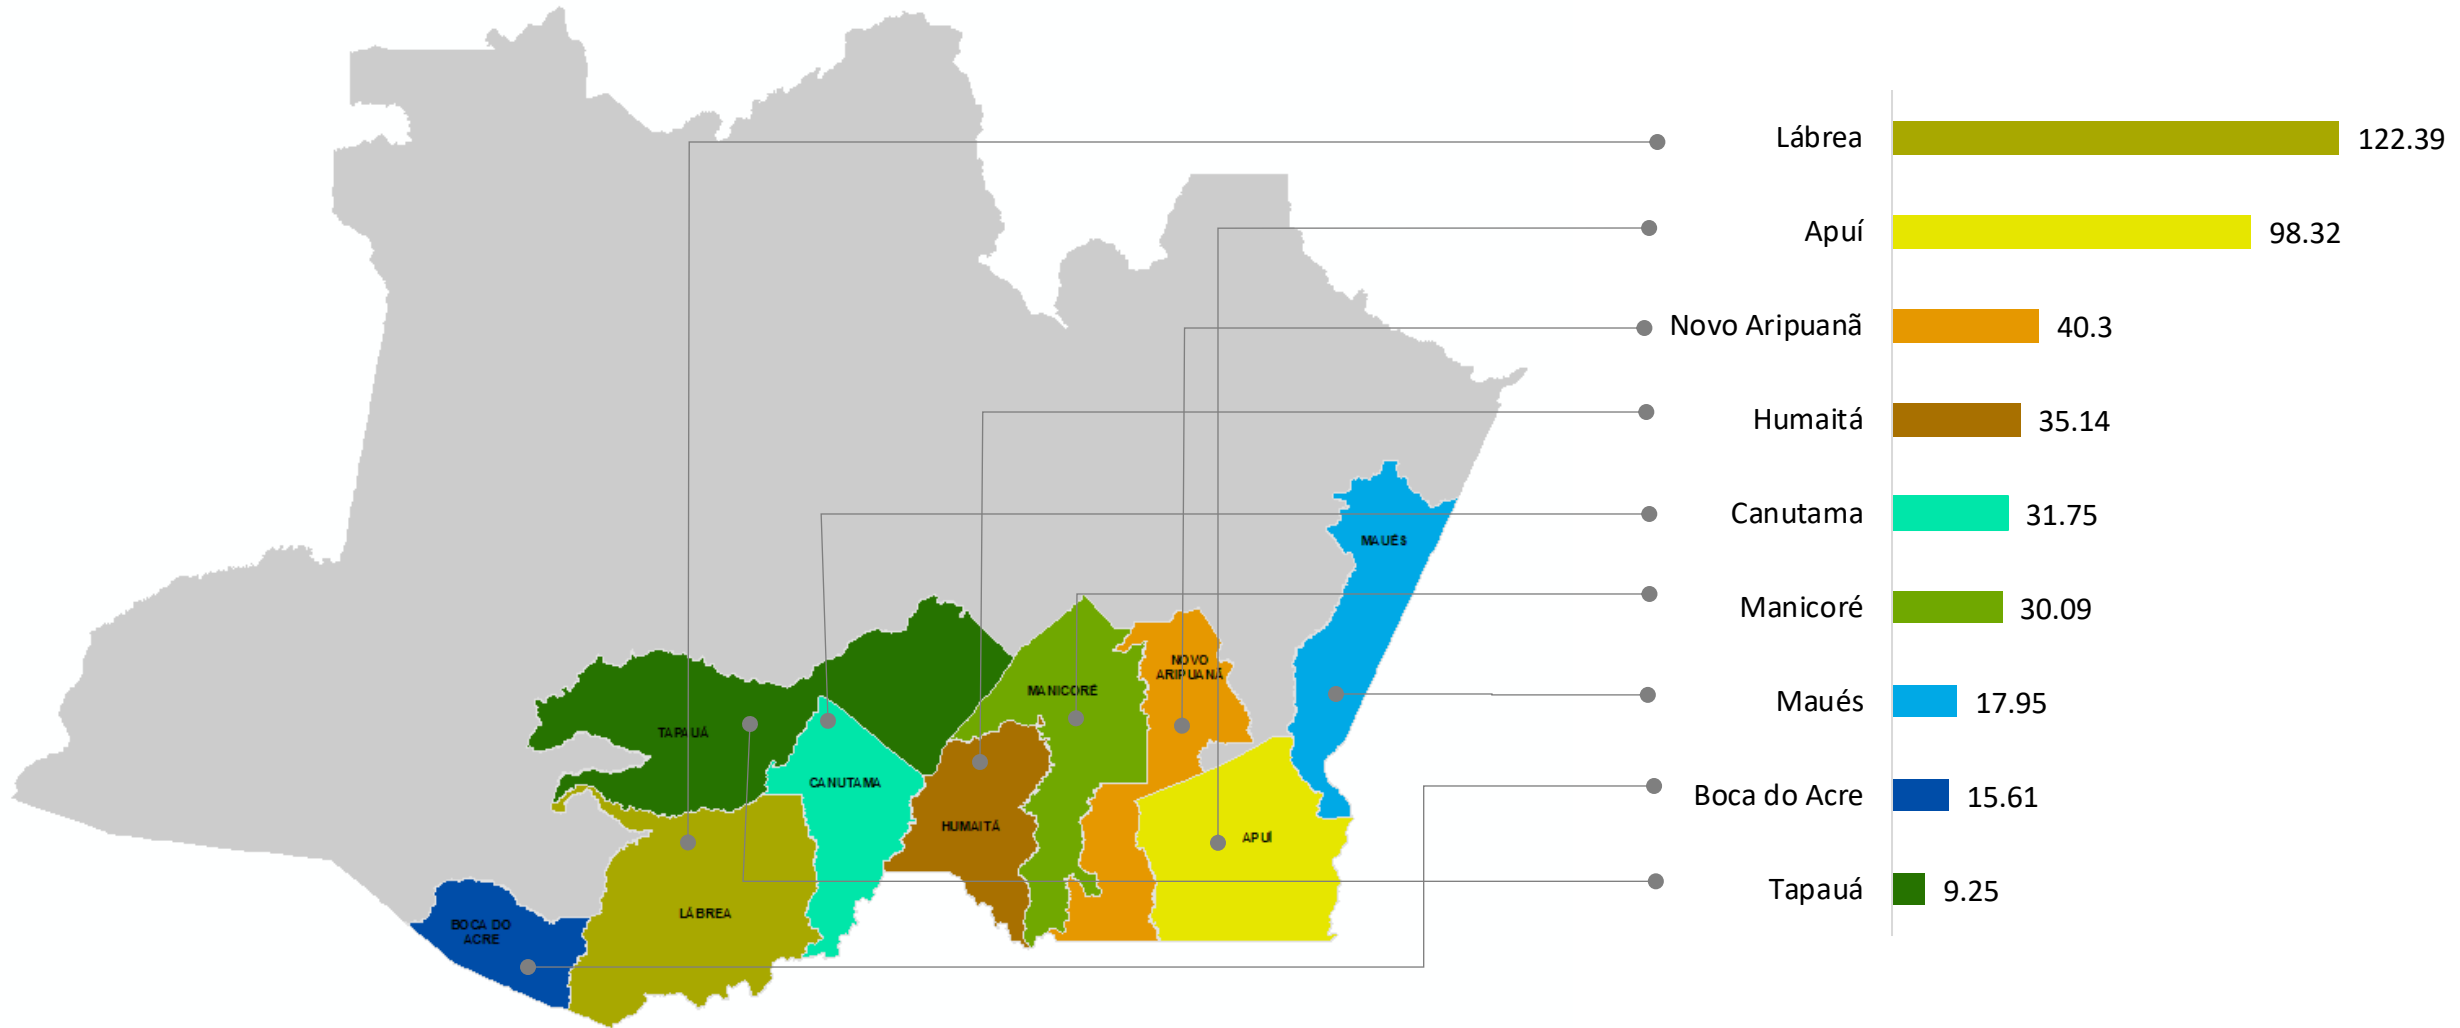 Lábrea 122.39
Apuí 98.32
Novo Aripuanã 40.3
Humaitá 35.14
Canutama 31.75
Manicoré 30.09
Maués 17.95
Boca do Acre 15.61
Tapauá 9.25
MAUÉS
NOVO
ARIPUANÃ
MANICORÉ
TAPAUÁ
CANUTAMA
HUMAITÁ
APUÍ
LÁBREA
BOCA DO
ACRE